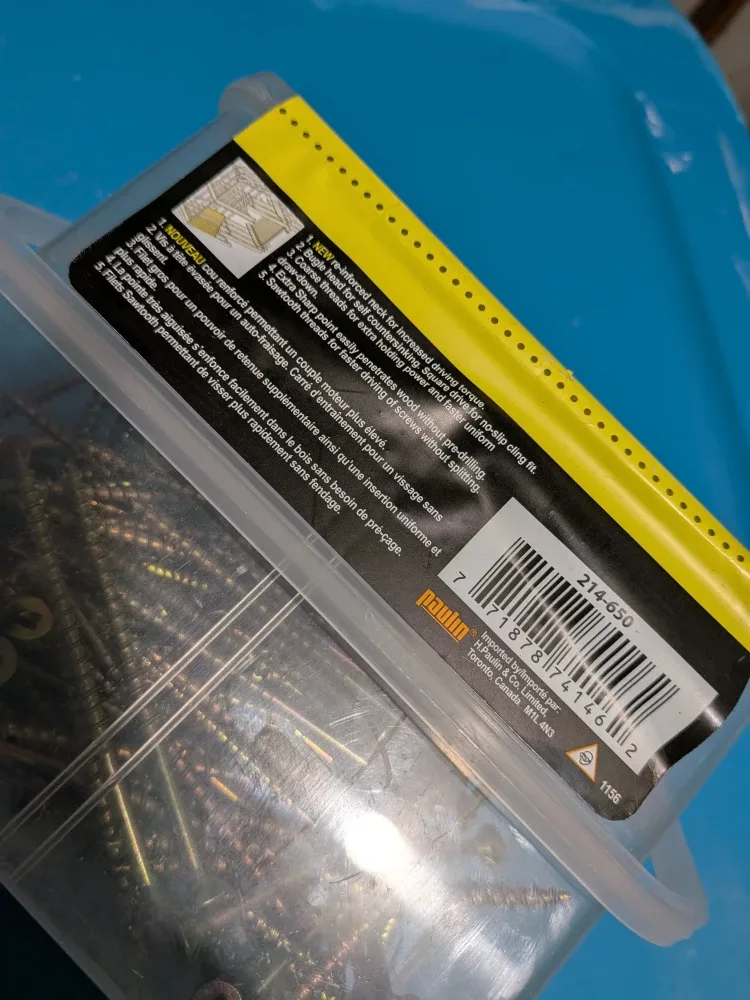 1. NEW re-inforced neck for increased driving torque.
2. Bugle head for self countersinking. Square drive for no-slip cling fit.
3. Coarse threads for extra holding power and faster uniform
draw-down.
4. Extra Sharp point easily penetrates wood without pre-drilling.
5. Sawtooth threads for faster driving of screws without splitting.
1. NOUVEAU cou renforcé permettant un couple moteur plus élevé.
2. Vis à tête évasée pour un auto-fraisage. Carré d'entraînement pour un vissage sans
glissent.
3. Filet gros pour un pouvoir de retenue supplémentaire ainsi qu'une insertion uniforme et
plus rapide.
4. La pointe très aiguisée s'enfonce facilement dans le bois sans besoin de pré-çage.
5. Filets Sawtooth permettant de visser plus rapidement sans fendage.
214-650
7 71878 74146 2
paulin®
Imported by/Importé par:
H.Paulin & Co., Limited,
Toronto, Canada M1L 4N3
1156